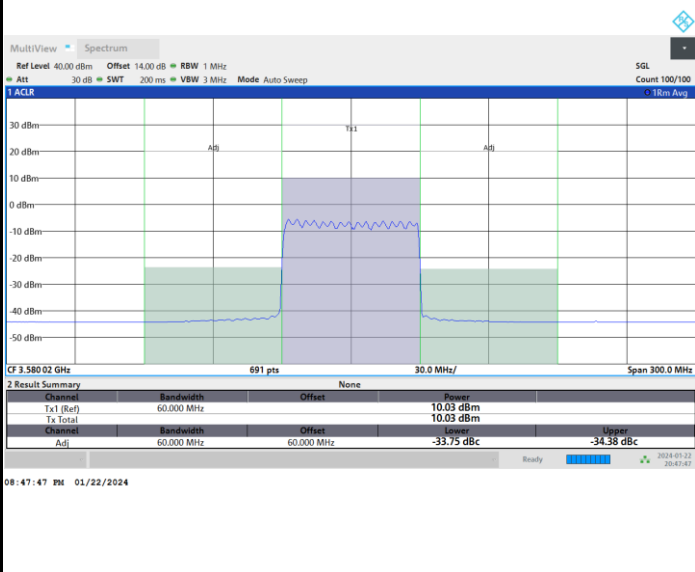 MultiView Spectrum
Ref Level 40.00 dBm Offset 14.00 dB RBW 1 MHz SGL
Att 30 dB SWT 200 ms VBW 3 MHz Mode Auto Sweep Count 100/100
1 ACLR 1Rm Avg
30 dBm
Tx1
20 dBm Adj Adj
10 dBm
0 dBm
-10 dBm
-20 dBm
-30 dBm
-40 dBm
-50 dBm
CF 3.580 02 GHz 691 pts 30.0 MHz/ Span 300.0 MHz
2 Result Summary None
Channel Bandwidth Offset Power
Tx1 (Ref) 60.000 MHz 10.03 dBm
Tx Total 10.03 dBm
Channel Bandwidth Offset Lower Upper
Adj 60.000 MHz 60.000 MHz -33.75 dBc -34.38 dBc
Ready 2024-01-22
20:47:47
08:47:47 PM 01/22/2024